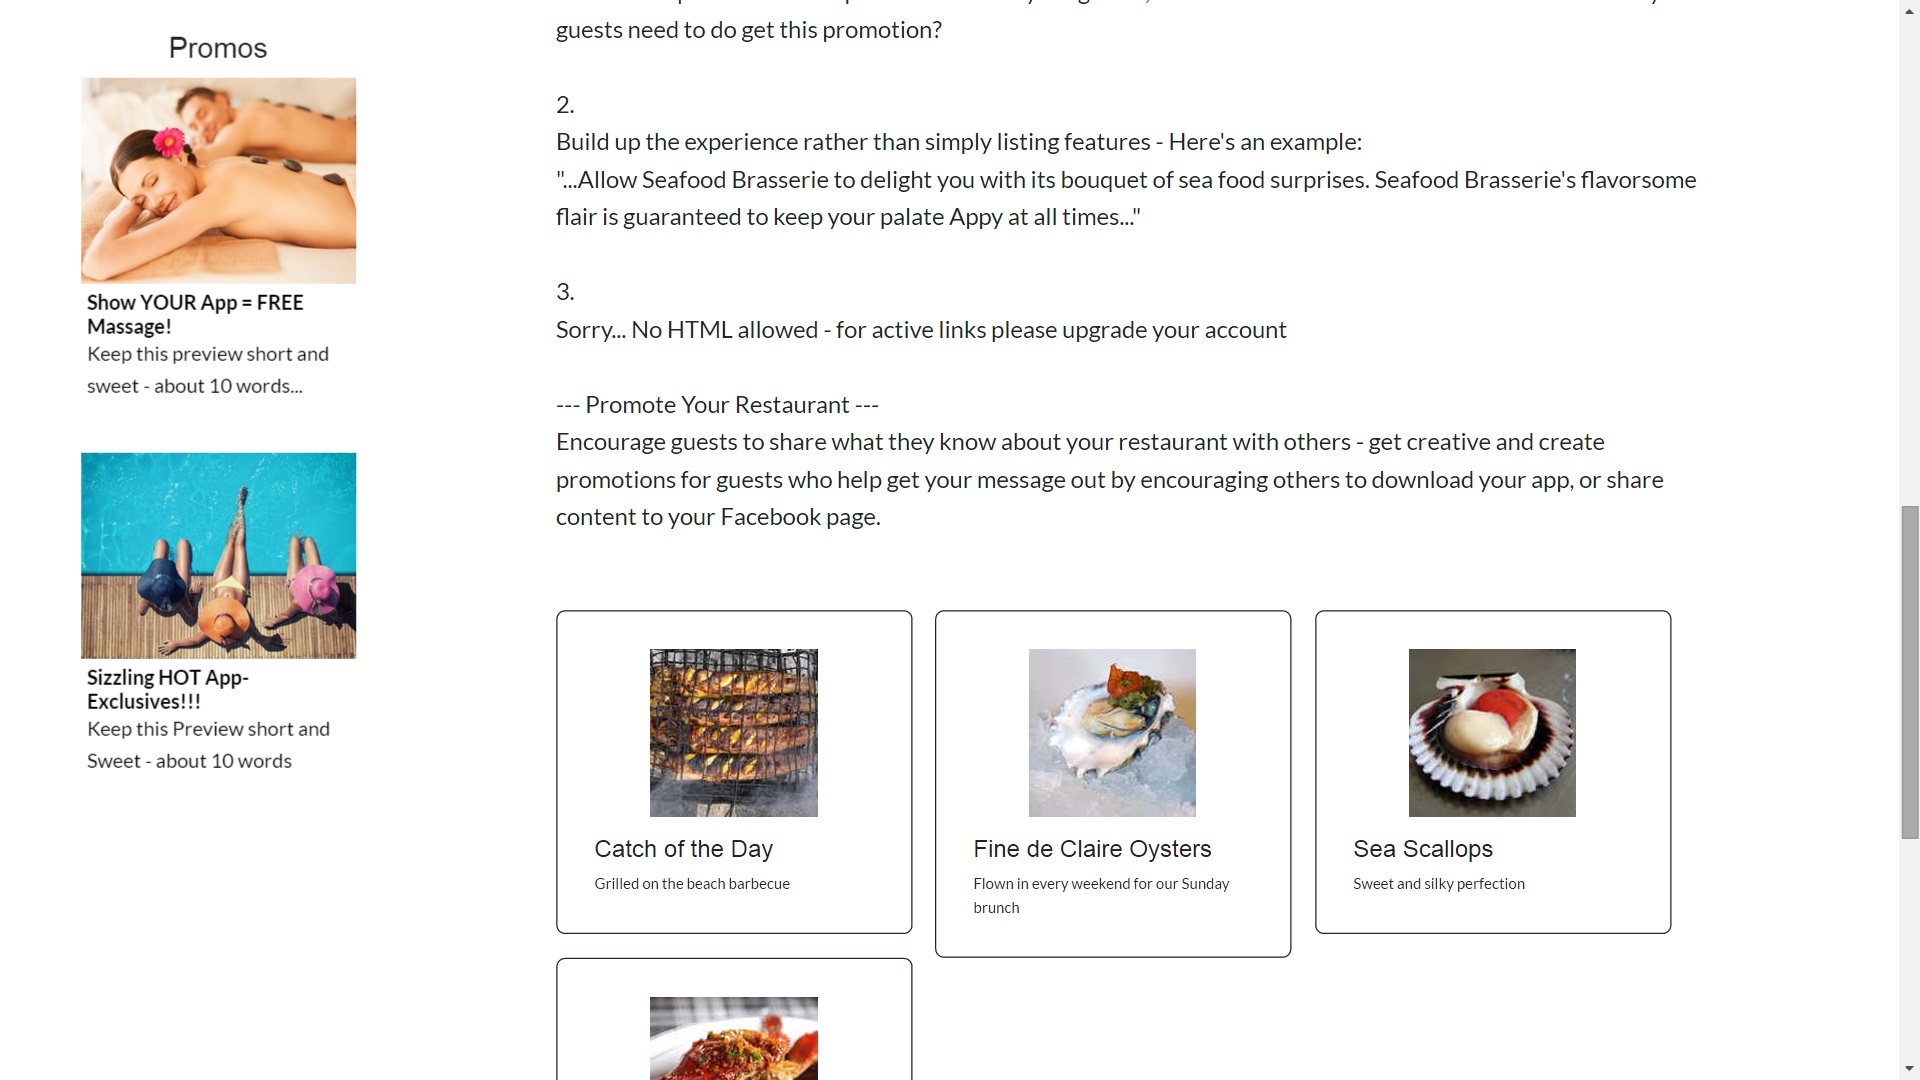 Promos
Show YOUR App = FREE
Massage!
Keep this preview short and
sweet - about 10 words...
Sizzling HOT App-
Exclusives!!!
Keep this Preview short and
Sweet - about 10 words
guests need to do get this promotion?
2.
Build up the experience rather than simply listing features - Here's an example:
"...Allow Seafood Brasserie to delight you with its bouquet of sea food surprises. Seafood Brasserie's flavorsome
flair is guaranteed to keep your palate Appy at all times..."
3.
Sorry... No HTML allowed - for active links please upgrade your account
--- Promote Your Restaurant ---
Encourage guests to share what they know about your restaurant with others - get creative and create
promotions for guests who help get your message out by encouraging others to download your app, or share
content to your Facebook page.
Catch of the Day
Grilled on the beach barbecue
Fine de Claire Oysters
Flown in every weekend for our Sunday
brunch
Sea Scallops
Sweet and silky perfection